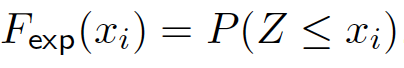 F_exp(x_i) = P(Z ≤ x_i)